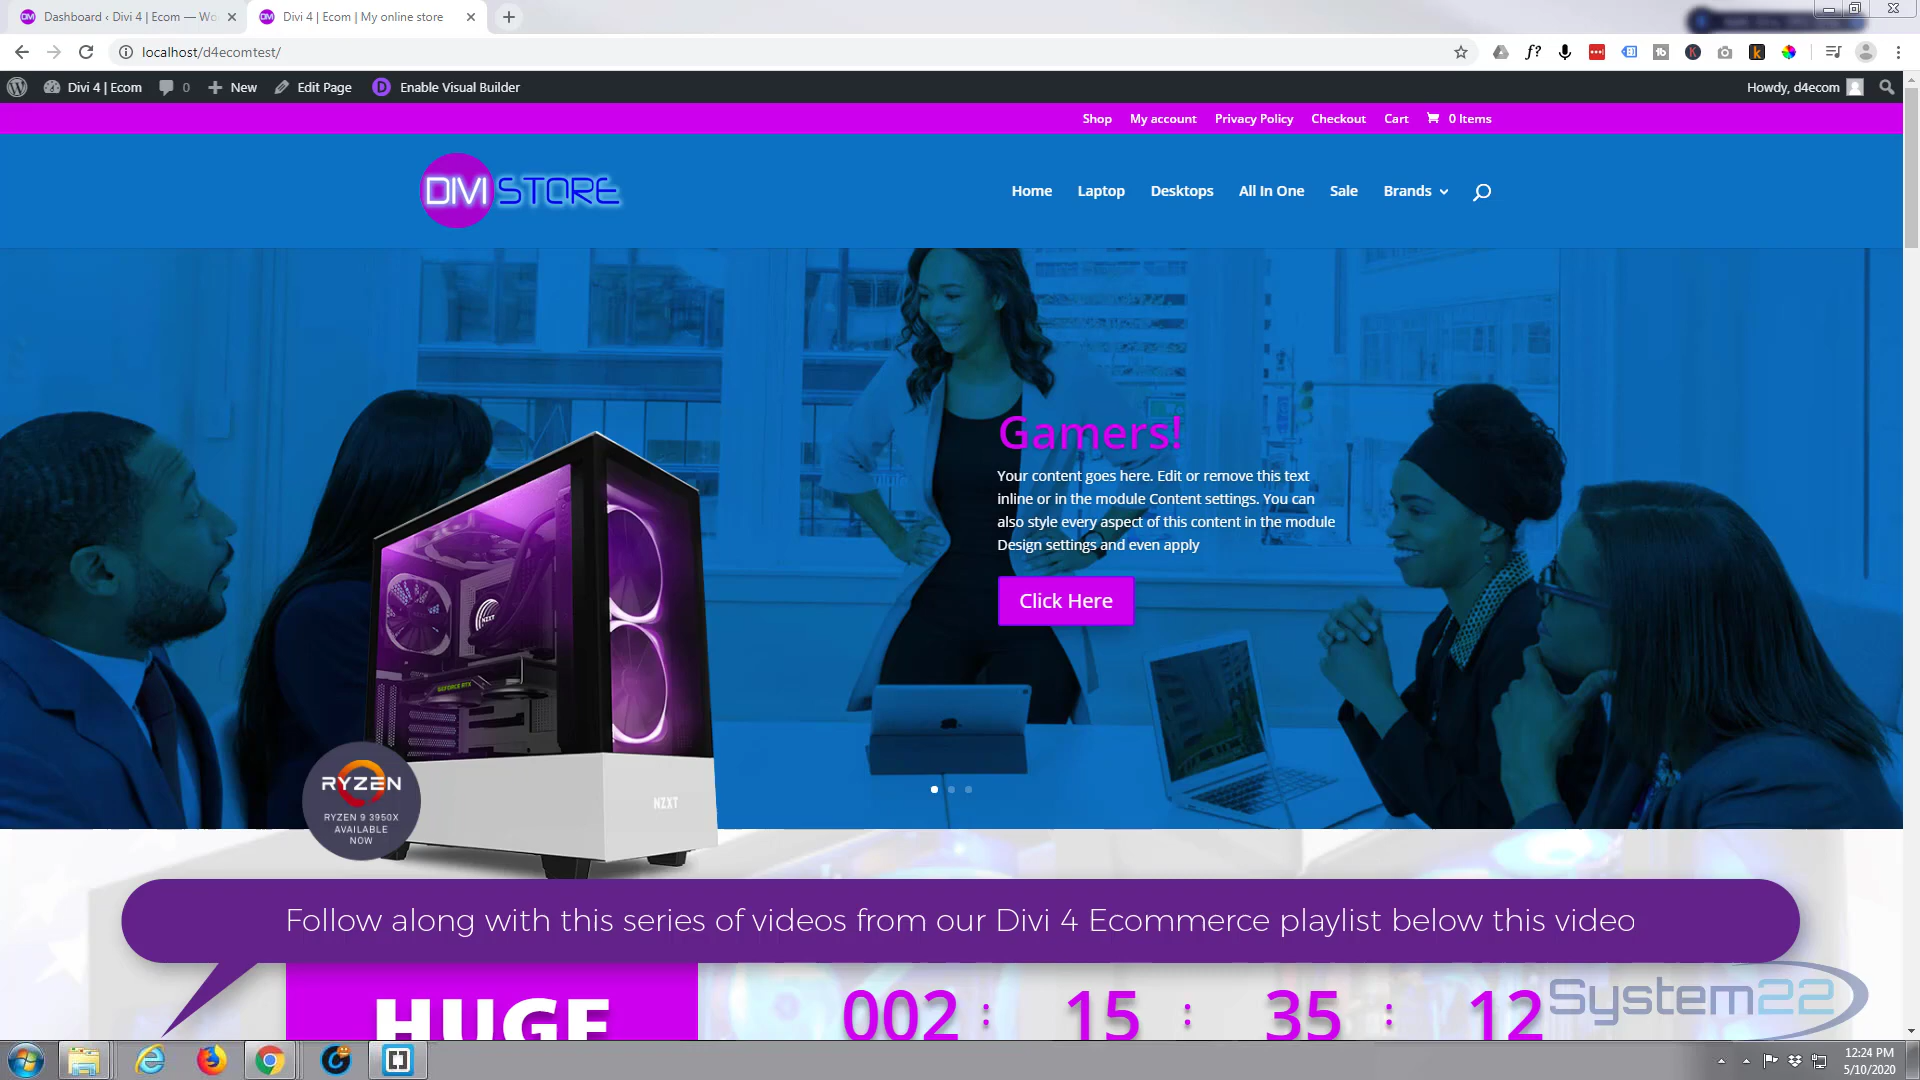 Dashboard ‹ Divi 4 | Ecom — Wo
Divi 4 | Ecom | My online store
localhost/d4ecomtest/
Divi 4 | Ecom
0
New
Edit Page
Enable Visual Builder
Howdy, d4ecom
Shop
My account
Privacy Policy
Checkout
Cart
0 Items
DIVI STORE
Home
Laptop
Desktops
All In One
Sale
Brands
Gamers!
Your content goes here. Edit or remove this text
inline or in the module Content settings. You can
also style every aspect of this content in the module
Design settings and even apply
Click Here
NZXT
GEFORCE RTX
NZXT
RYZEN
RYZEN 9 3950X
AVAILABLE
NOW
Follow along with this series of videos from our Divi 4 Ecommerce playlist below this video
HUGE
002 : 15 : 35 : 12
System22
12:24 PM
5/10/2020